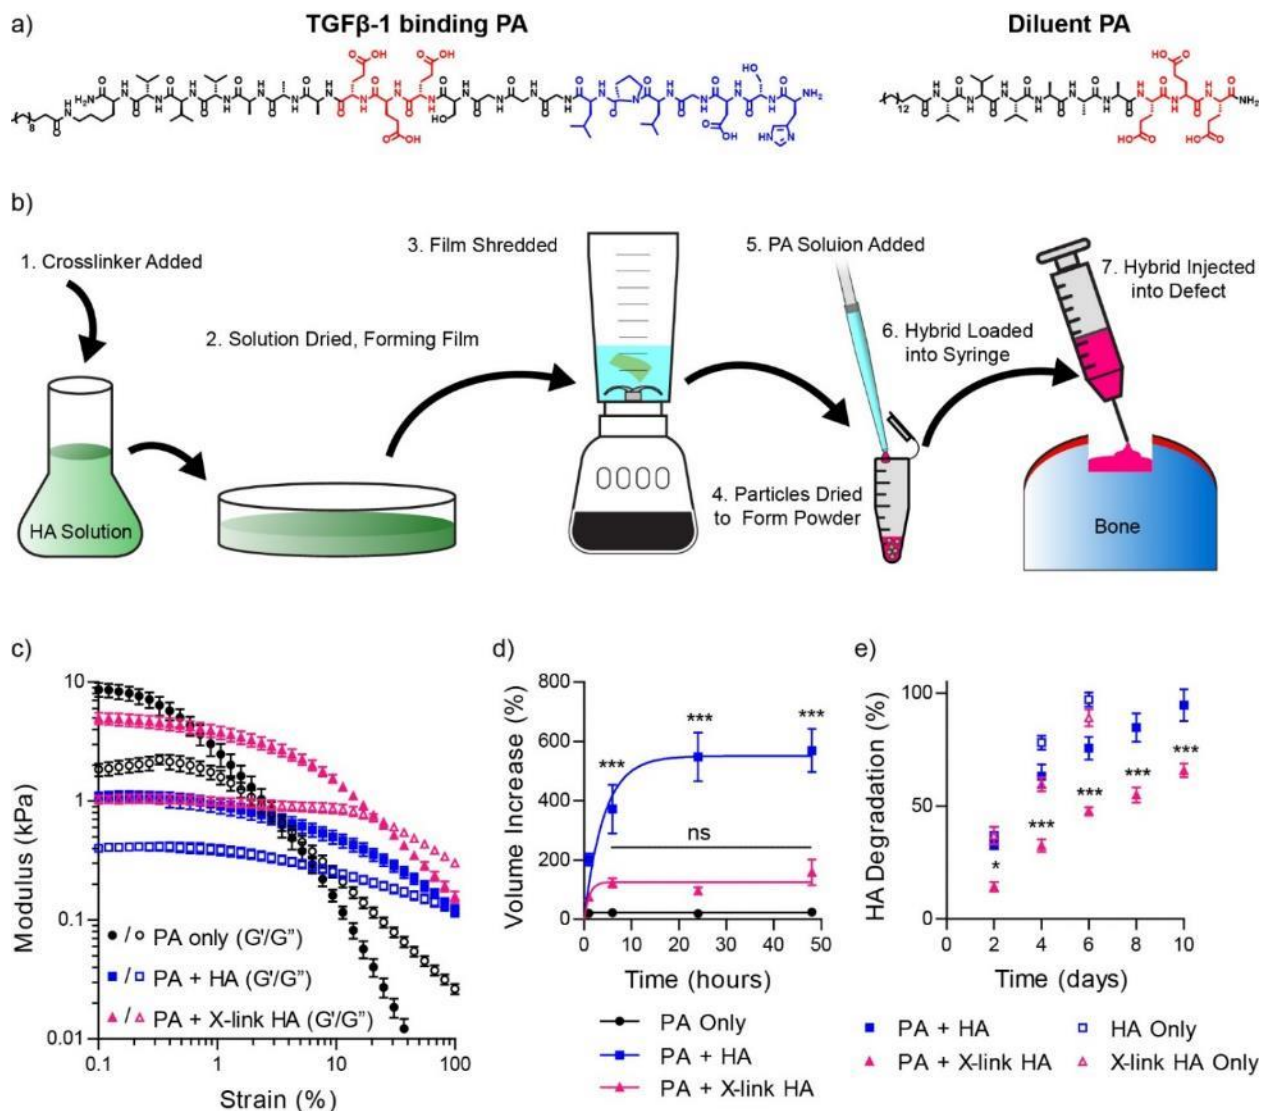 a)
TGFβ-1 binding PA
Diluent PA
b)
1. Crosslinker Added
HA Solution
2. Solution Dried, Forming Film
3. Film Shredded
4. Particles Dried
to Form Powder
5. PA Soluion Added
6. Hybrid Loaded
into Syringe
7. Hybrid Injected
into Defect
Bone
c)
Modulus (kPa)
10
1
0.1
0.01
0.1 1 10 100
Strain (%)
● / ○ PA only (G'/G”)
■ / □ PA + HA (G'/G”)
▲ / △ PA + X-link HA (G'/G”)
d)
Volume Increase (%)
800
600
400
200
0
***
***
***
ns
0 10 20 30 40 50
Time (hours)
PA Only
PA + HA
PA + X-link HA
e)
HA Degradation (%)
100
50
0
*
***
***
***
***
2 4 6 8 10
Time (days)
PA + HA
HA Only
PA + X-link HA
X-link HA Only